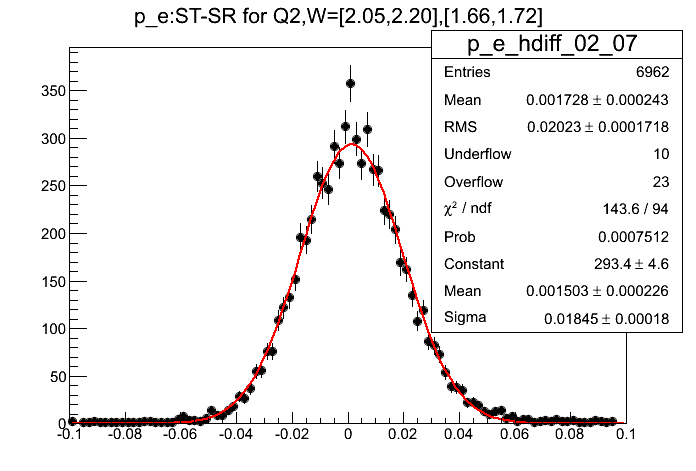 p_e:ST-SR for Q2,W=[2.05,2.20],[1.66,1.72]
p_e_hdiff_02_07
Entries 6962
Mean 0.001728 ± 0.000243
RMS 0.02023 ± 0.0001718
Underflow 10
Overflow 23
χ² / ndf 143.6 / 94
Prob 0.0007512
Constant 293.4 ± 4.6
Mean 0.001503 ± 0.000226
Sigma 0.01845 ± 0.00018
350
300
250
200
150
100
50
0
-0.1 -0.08 -0.06 -0.04 -0.02 0 0.02 0.04 0.06 0.08 0.1